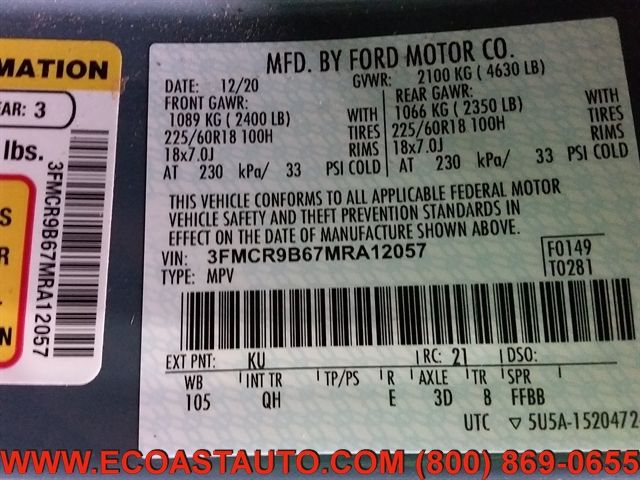 MATION
EAR: 3
lbs.
3FMCR9B67MRA12057
S
R
L
N
MFD. BY FORD MOTOR CO.
DATE: 12/20 GVWR: 2100 KG ( 4630 LB)
FRONT GAWR: REAR GAWR:
1089 KG ( 2400 LB) WITH 1066 KG ( 2350 LB) WITH
225/60R18 100H TIRES 225/60R18 100H TIRES
18x7.0J RIMS 18x7.0J RIMS
AT 230 kPa/ 33 PSI COLD AT 230 kPa/ 33 PSI COLD
THIS VEHICLE CONFORMS TO ALL APPLICABLE FEDERAL MOTOR
VEHICLE SAFETY AND THEFT PREVENTION STANDARDS IN
EFFECT ON THE DATE OF MANUFACTURE SHOWN ABOVE.
VIN: 3FMCR9B67MRA12057 F0149
TYPE: MPV T0281
EXT PNT: KU RC: 21 DSO:
WB INT TR TP/PS R AXLE TR SPR
105 QH E 3D 8 FFBB
UTC ▽ 5U5A-1520472
WWW.ECOASTAUTO.COM (800) 869-0655